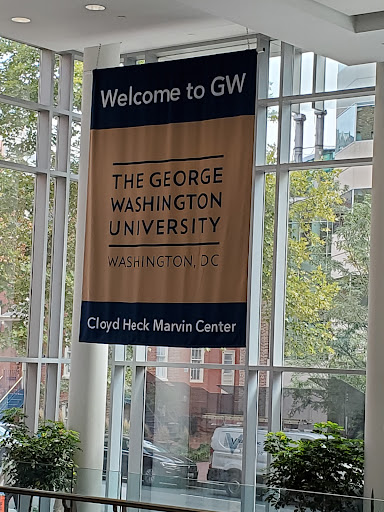 Welcome to GW
THE GEORGE
WASHINGTON
UNIVERSITY
WASHINGTON, DC
Cloyd Heck Marvin Center